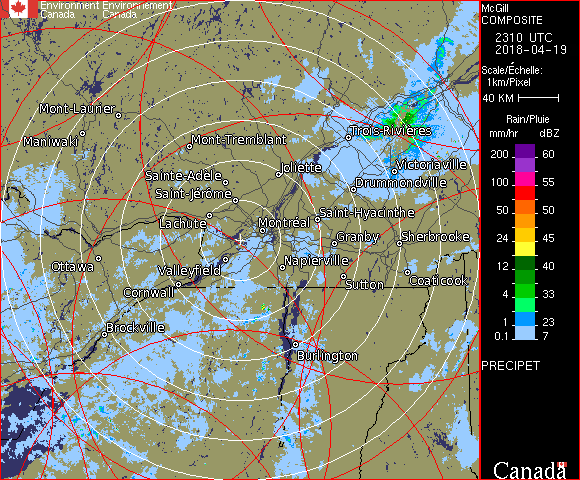 Environment Environnement
Canada Canada
McGill
COMPOSITE
2310 UTC
2018-04-19
Scale/Échelle:
1km/Pixel
40 KM
Rain/Pluie
mm/hr dBZ
200 60
100 55
50 50
24 45
12 40
4 33
1 23
0.1 7
PRECIPET
Canada
Mont-Laurier
Maniwaki
Mont-Tremblant
Trois-Rivières
Joliette
Victoriaville
Sainte-Adèle
Drummondville
Saint-Jérôme
Saint-Hyacinthe
Lachute
Montréal
Granby
Sherbrooke
Ottawa
Valleyfield
Napierville
Cornwall
Sutton
Coaticook
Brockville
Burlington